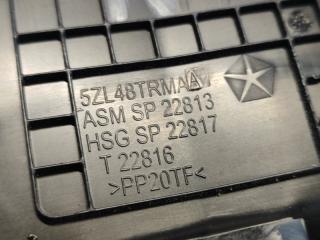 5ZL48TRMAA
ASM SP 22813
HSG SP 22817
T 22816
>PP20TF<